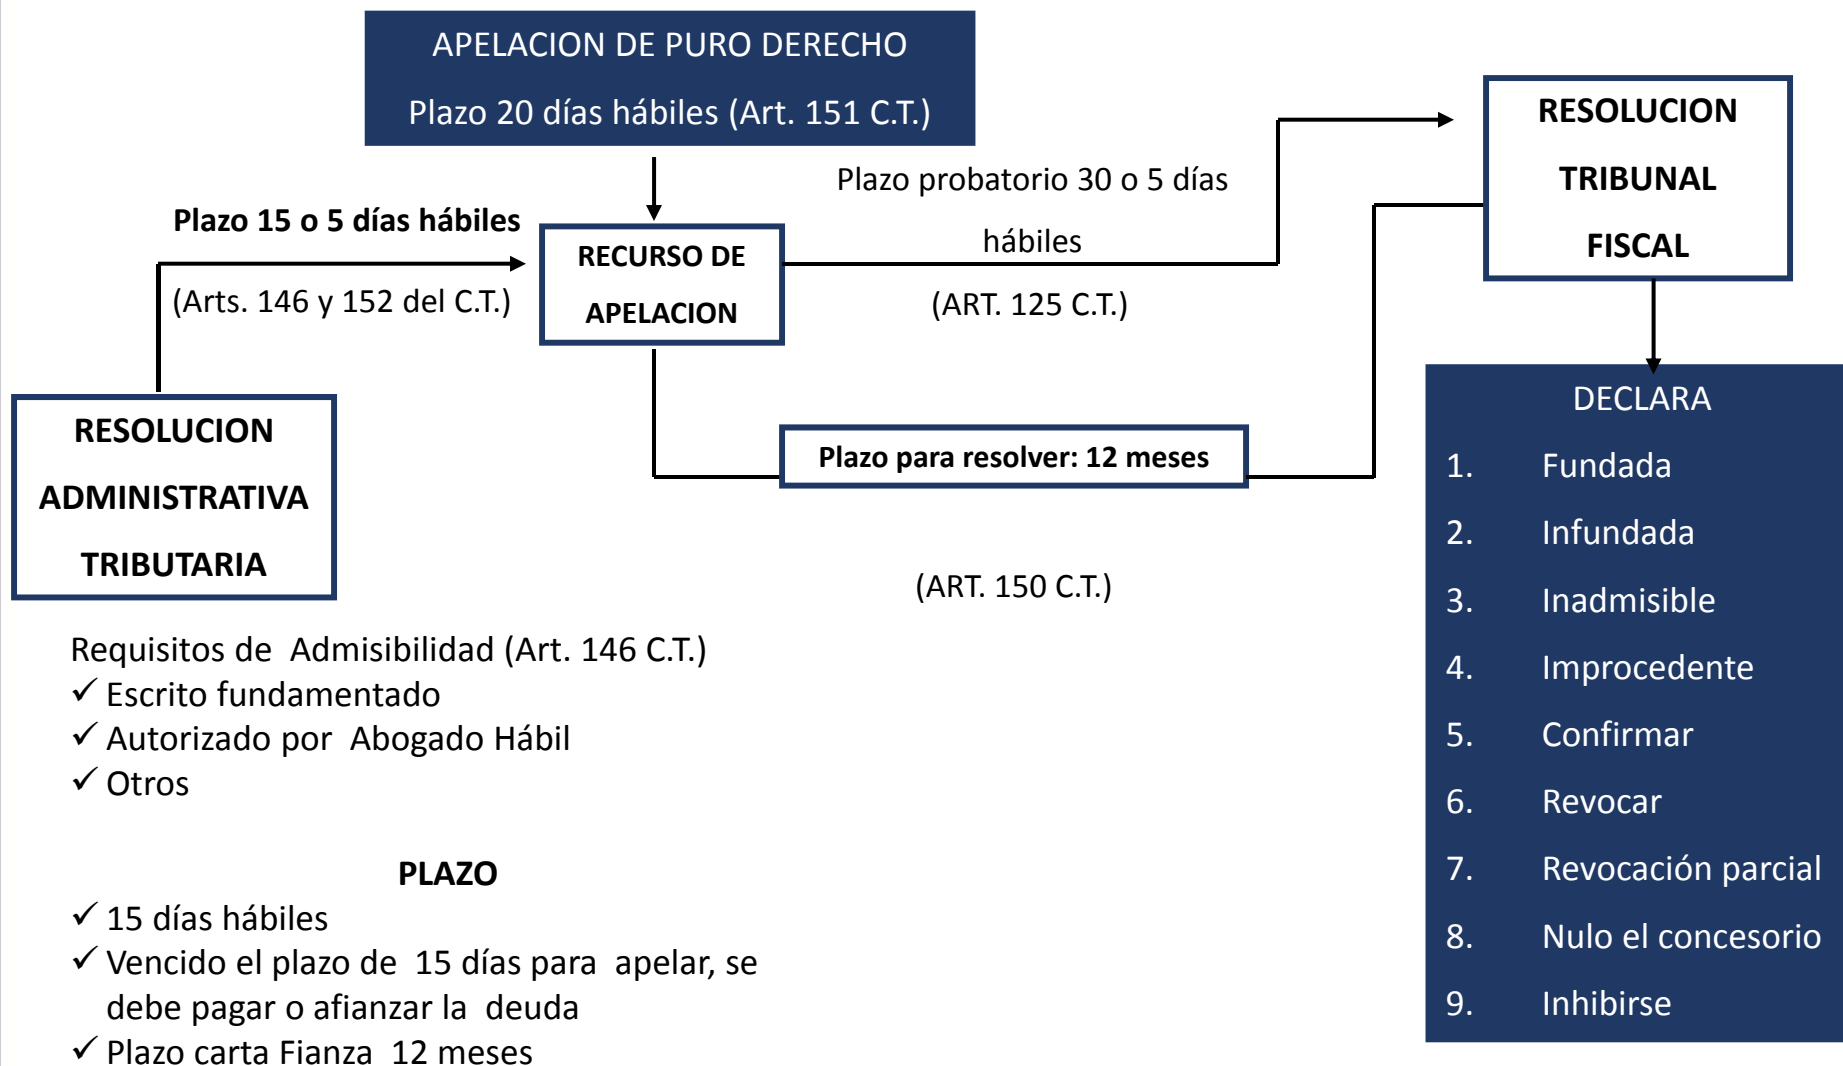 APELACION DE PURO DERECHO
Plazo 20 días hábiles (Art. 151 C.T.)
Plazo 15 o 5 días hábiles
(Arts. 146 y 152 del C.T.)
RECURSO DE
APELACION
Plazo probatorio 30 o 5 días
hábiles
(ART. 125 C.T.)
RESOLUCION
TRIBUNAL
FISCAL
RESOLUCION
ADMINISTRATIVA
TRIBUTARIA
Plazo para resolver: 12 meses
(ART. 150 C.T.)
DECLARA
1. Fundada
2. Infundada
3. Inadmisible
4. Improcedente
5. Confirmar
6. Revocar
7. Revocación parcial
8. Nulo el concesorio
9. Inhibirse
Requisitos de Admisibilidad (Art. 146 C.T.)
✓ Escrito fundamentado
✓ Autorizado por Abogado Hábil
✓ Otros
PLAZO
✓ 15 días hábiles
✓ Vencido el plazo de 15 días para apelar, se
debe pagar o afianzar la deuda
✓ Plazo carta Fianza 12 meses